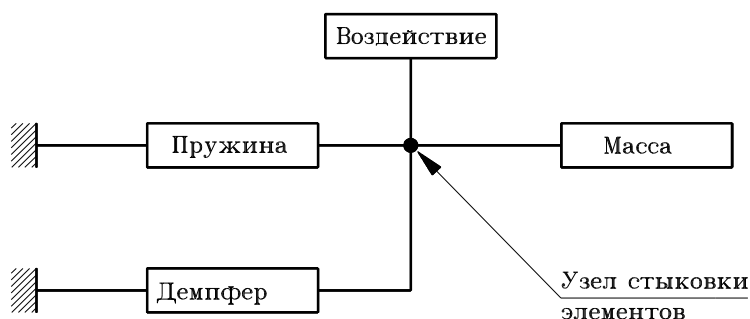 Воздействие
Пружина
Масса
Демпфер
Узел стыковки
элементов